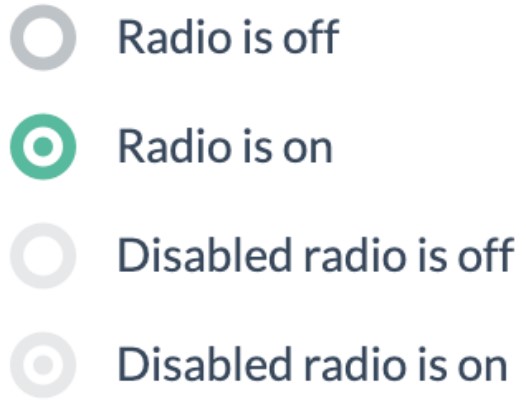 Radio is off
Radio is on
Disabled radio is off
Disabled radio is on